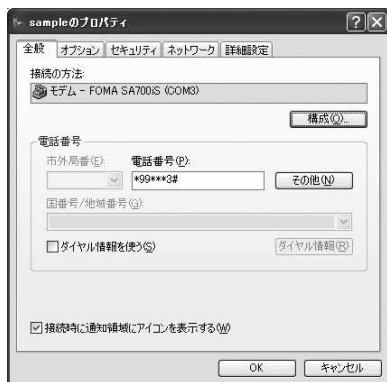 sampleのプロパティ
全般 オプション セキュリティ ネットワーク 詳細設定
接続の方法:
モデム - FOMA SA700iS (COM3)
構成(O)...
電話番号
市外局番(E): 電話番号(P):
*99***3# その他(N)
国番号/地域番号(G):
ダイヤル情報を使う(S) ダイヤル情報(R)
接続時に通知領域にアイコンを表示する(W)
OK キャンセル